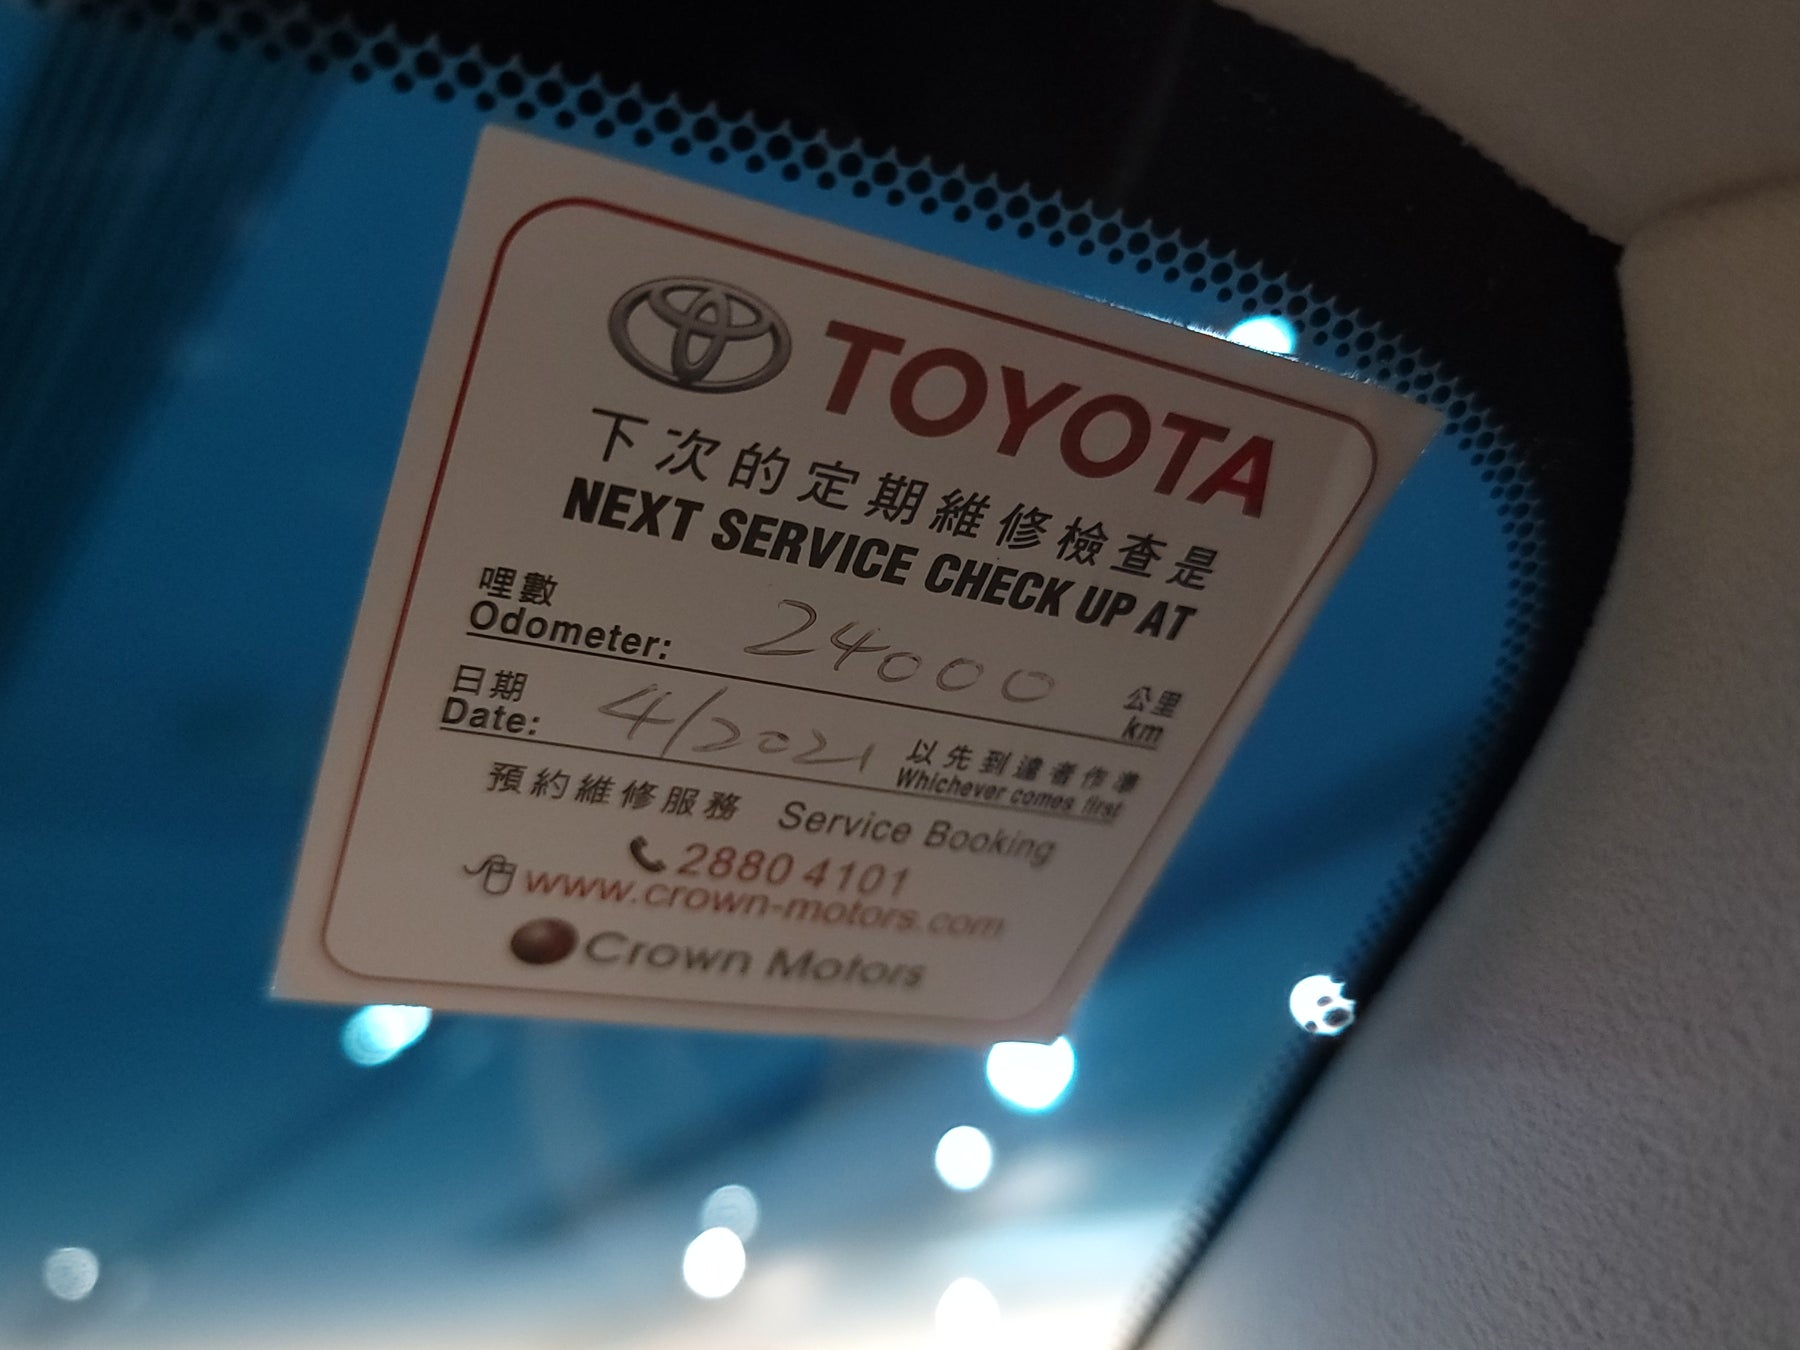 TOYOTA
下次的定期維修檢查是
NEXT SERVICE CHECK UP AT
哩數
Odometer: 24000 公里
km
日期
Date: 4/2021 以先到達者作準
Whichever comes first
預約維修服務 Service Booking
2880 4101
www.crown-motors.com
Crown Motors